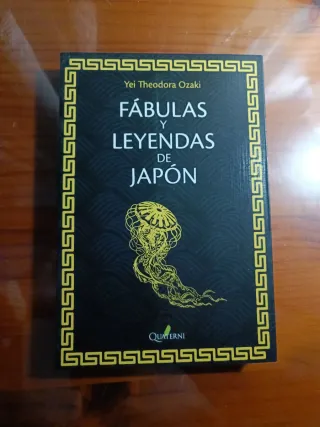 Yei Theodora Ozaki
FÁBULAS
Y
LEYENDAS
DE
JAPÓN
QUATERNI